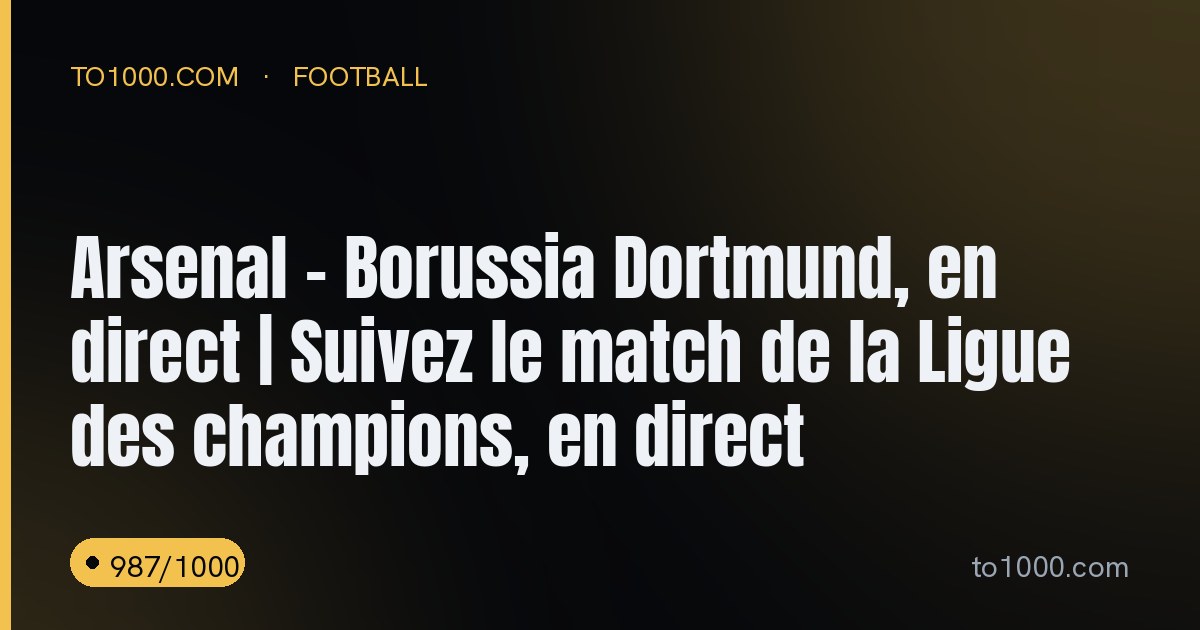 TO1000.COM · FOOTBALL
Arsenal - Borussia Dortmund, en
direct | Suivez le match de la Ligue
des champions, en direct
987/1000
to1000.com